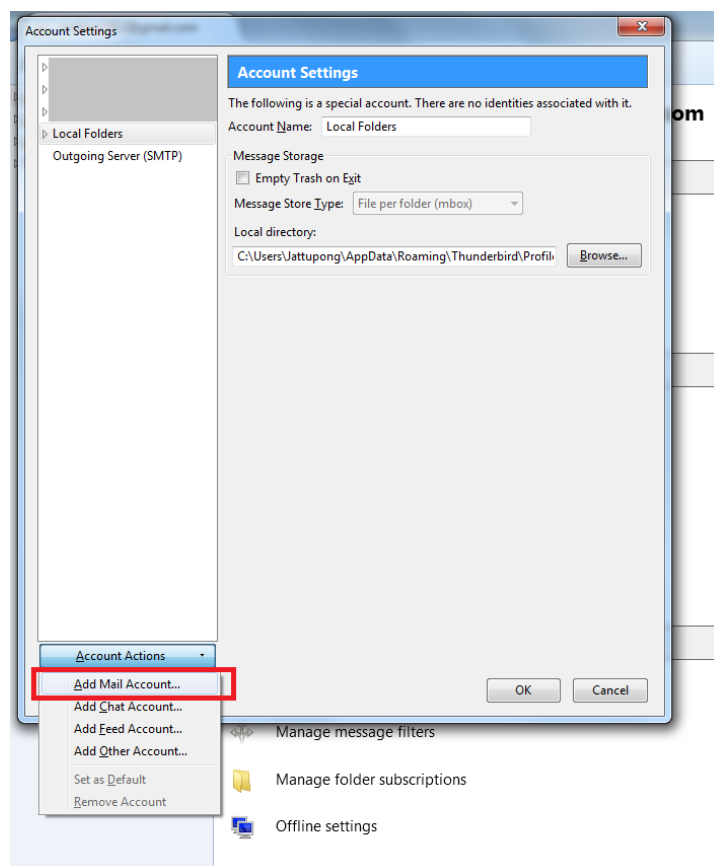 Account Settings
Local Folders
Outgoing Server (SMTP)
Account Settings
The following is a special account. There are no identities associated with it.
Account Name: Local Folders
Message Storage
Empty Trash on Exit
Message Store Type: File per folder (mbox)
Local directory:
C:\Users\Jattupong\AppData\Roaming\Thunderbird\Profil
Browse...
om
Account Actions
Add Mail Account...
Add Chat Account...
Add Feed Account...
Add Other Account...
Set as Default
Remove Account
OK Cancel
Manage message filters
Manage folder subscriptions
Offline settings